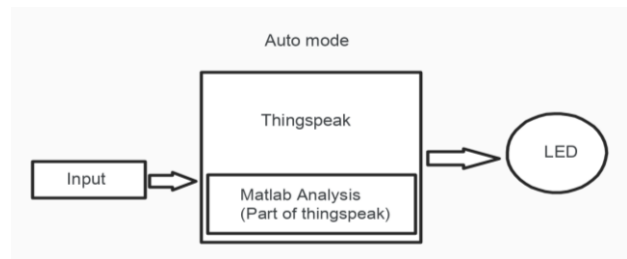 Auto mode
Thingspeak
Input
LED
Matlab Analysis
(Part of thingspeak)